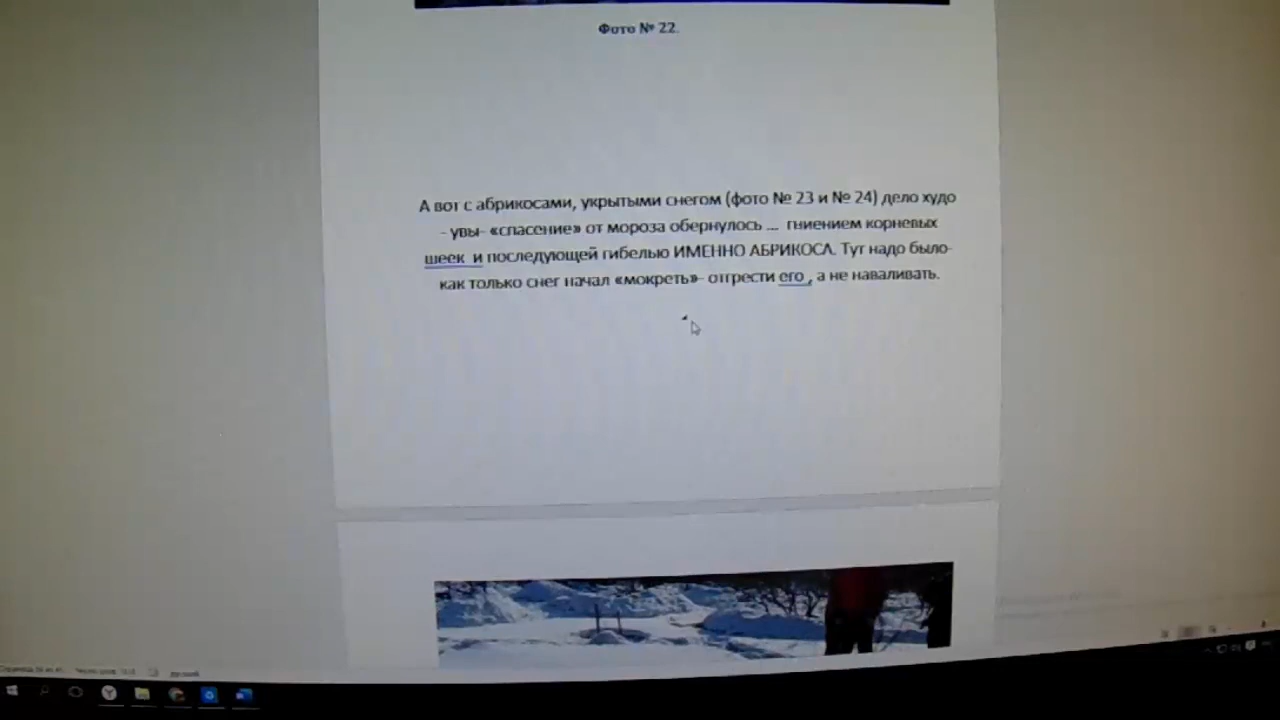 Фото № 22.
А вот с абрикосами, укрытыми снегом (фото № 23 и № 24) дело худо
- увы- «спасение» от мороза обернулось ... гниением корневых
шеек и последующей гибелью ИМЕННО АБРИКОСА. Тут надо было-
как только снег начал «мокреть»- отгрести его , а не наваливать.
русский